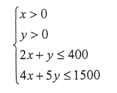 x > 0
y > 0
2x + y ≤ 400
4x + 5y ≤ 1500